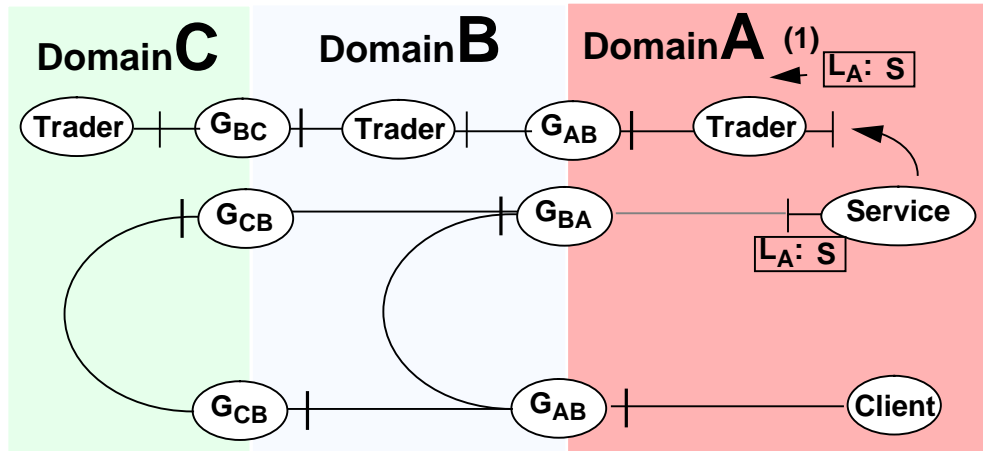 DomainC DomainB DomainA (1)
LA: S
Trader GBC Trader GAB Trader
GCB GBA Service
LA: S
GCB GAB Client